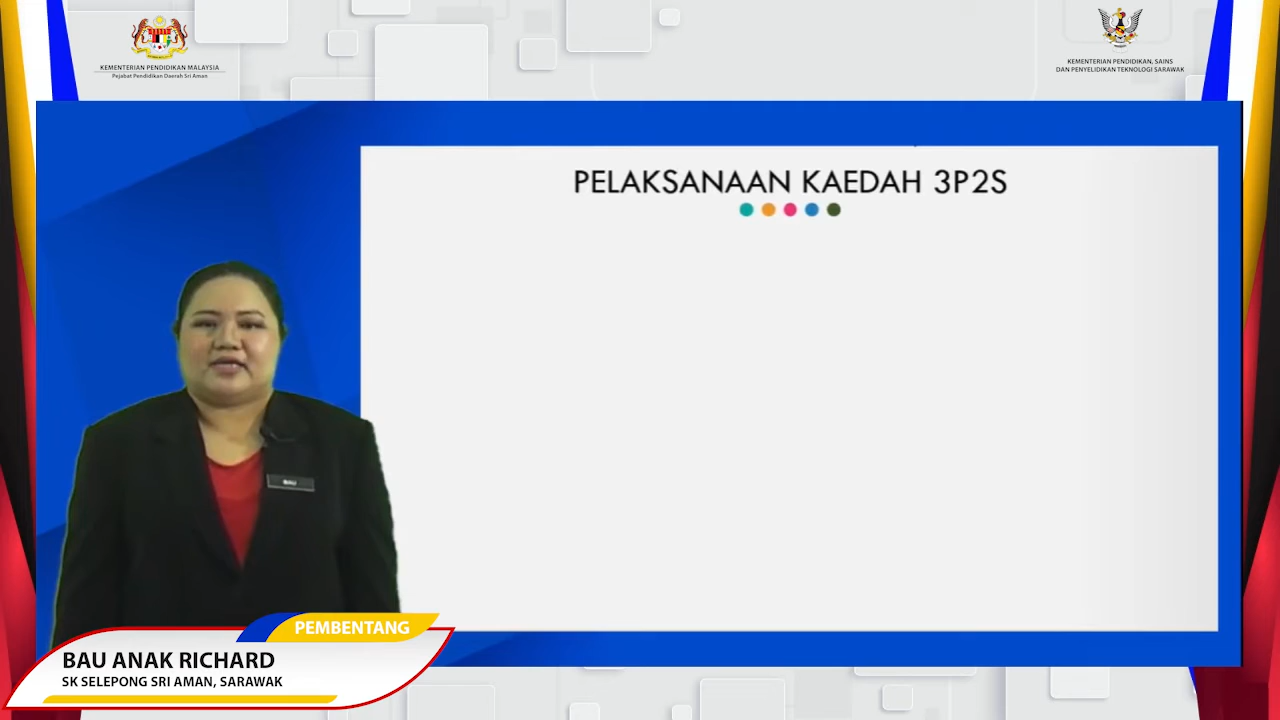 KEMENTERIAN PENDIDIKAN MALAYSIA
Pejabat Pendidikan Daerah Sri Aman
KEMENTERIAN PENDIDIKAN, SAINS
DAN PENYELIDIKAN TEKNOLOGI SARAWAK
PELAKSANAAN KAEDAH 3P2S
BAU
PEMBENTANG
BAU ANAK RICHARD
SK SELEPONG SRI AMAN, SARAWAK